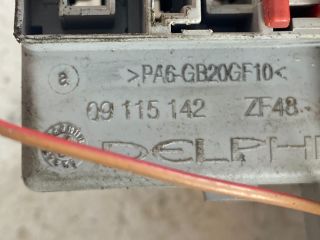 a
>PA6-GB20GF10<
09 115 142 ZF48
DELPHI